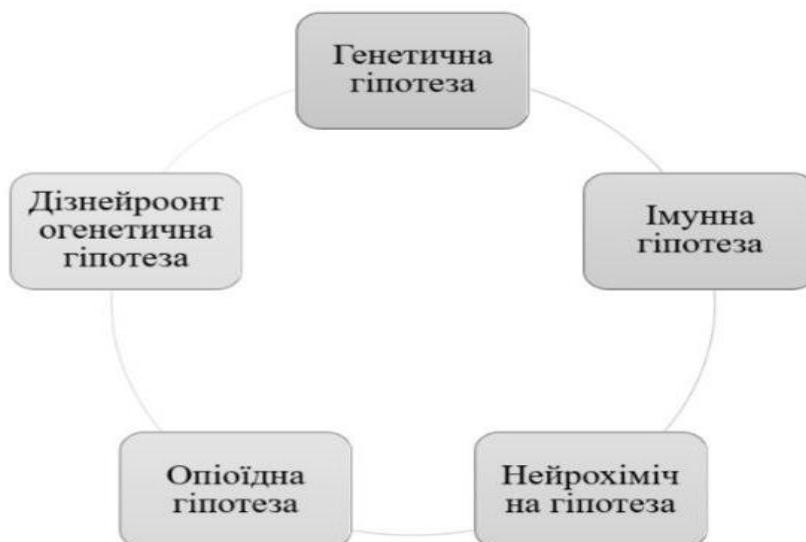 Генетична
гіпотеза
Імунна
гіпотеза
Нейрохіміч
на гіпотеза
Опіоїдна
гіпотеза
Дізнейроонт
огенетична
гіпотеза